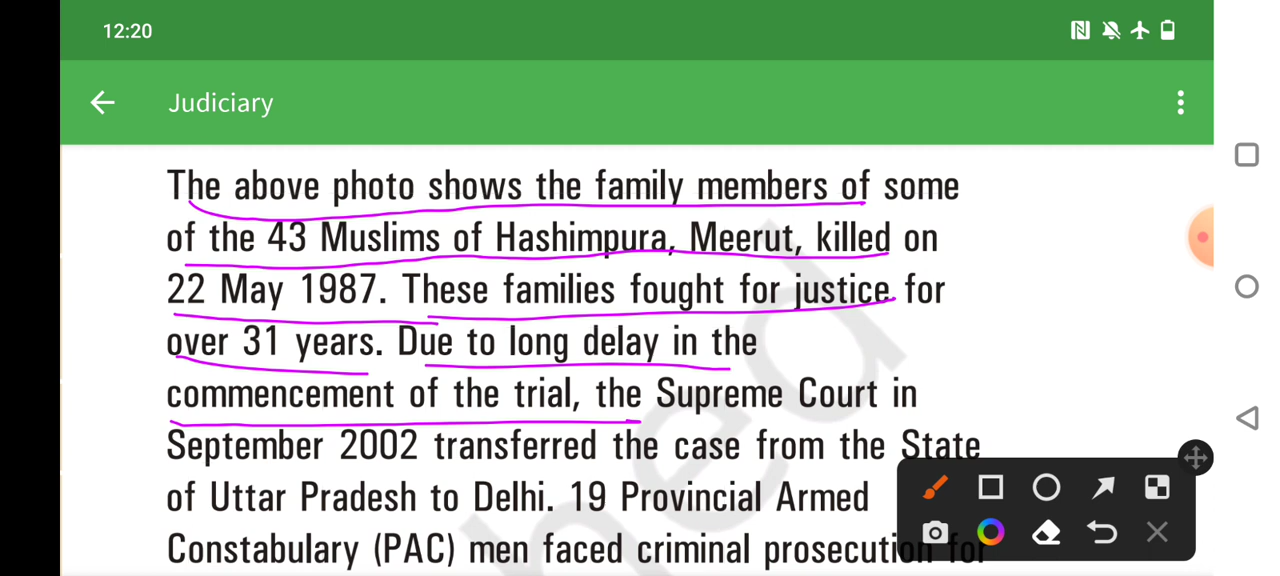 12:20
Judiciary
The above photo shows the family members of some
of the 43 Muslims of Hashimpura, Meerut, killed on
22 May 1987. These families fought for justice for
over 31 years. Due to long delay in the
commencement of the trial, the Supreme Court in
September 2002 transferred the case from the State
of Uttar Pradesh to Delhi. 19 Provincial Armed
Constabulary (PAC) men faced criminal prosecution for